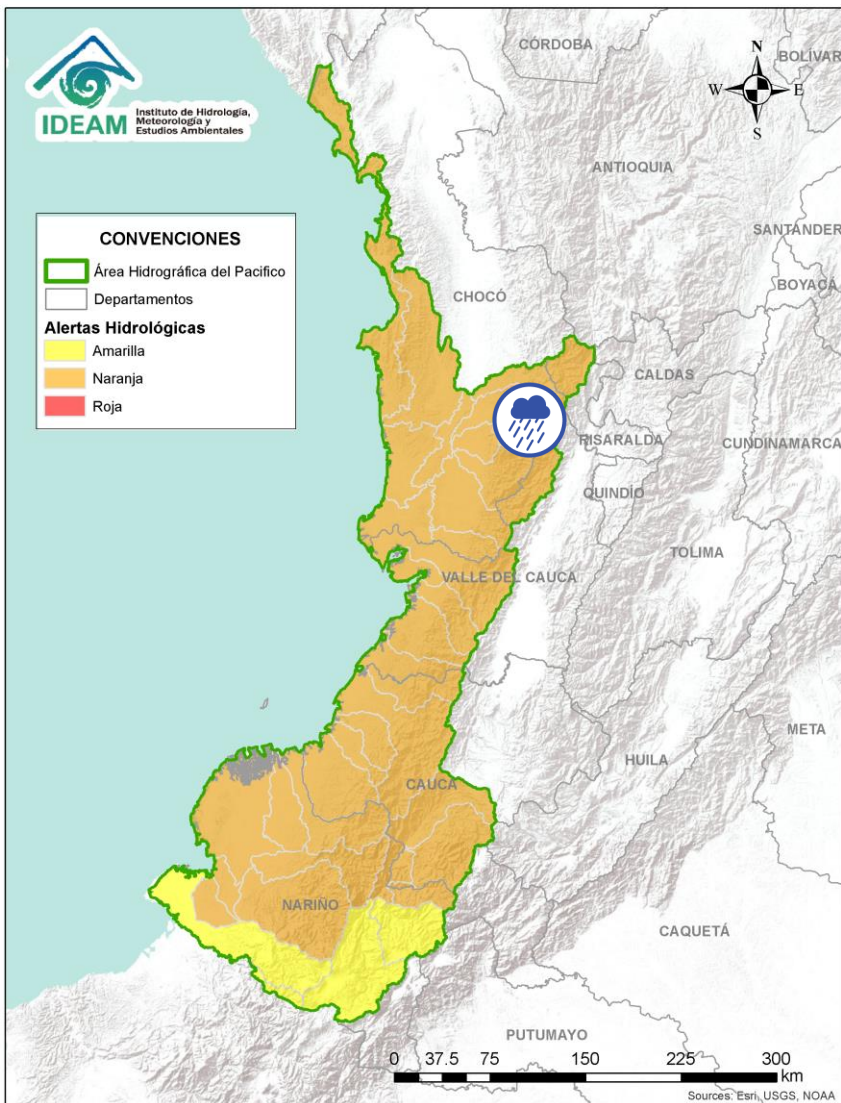 IDEAM
Instituto de Hidrología,
Meteorología y
Estudios Ambientales
N
W
E
S
CÓRDOBA
BOLÍVAR
ANTIOQUIA
SANTANDER
BOYACÁ
CHOCÓ
CALDAS
RISARALDA
CUNDINAMARCA
QUINDÍO
TOLIMA
VALLE DEL CAUCA
META
HUILA
CAUCA
NARIÑO
CAQUETÁ
PUTUMAYO
CONVENCIONES
Área Hidrográfica del Pacifico
Departamentos
Alertas Hidrológicas
Amarilla
Naranja
Roja
0 37.5 75 150 225 300
km
Sources: Esri, USGS, NOAA